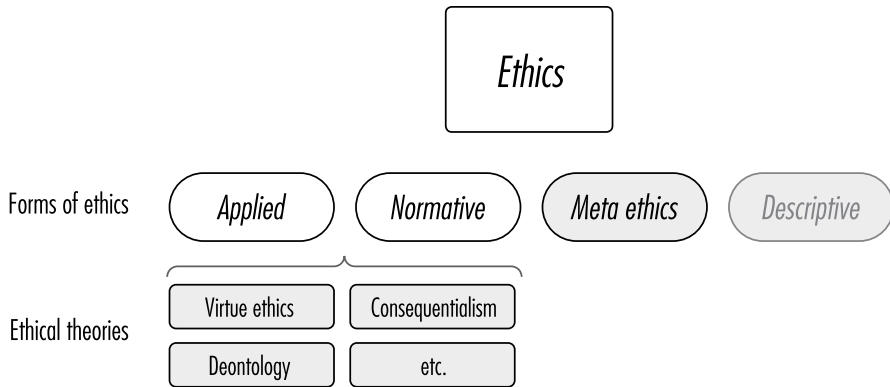 Ethics
Forms of ethics
Applied
Normative
Meta ethics
Descriptive
Ethical theories
Virtue ethics
Consequentialism
Deontology
etc.